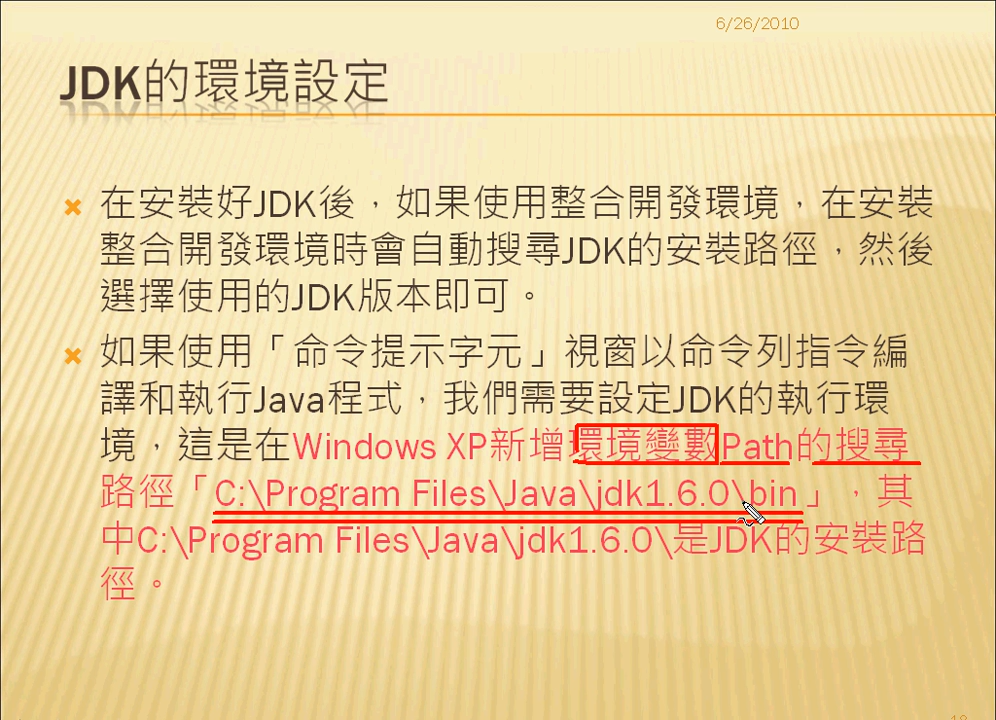 6/26/2010
JDK的環境設定
在安裝好JDK後，如果使用整合開發環境，在安裝
整合開發環境時會自動搜尋JDK的安裝路徑，然後
選擇使用的JDK版本即可。
如果使用「命令提示字元」視窗以命令列指令編
譯和執行Java程式，我們需要設定JDK的執行環
境，這是在Windows XP新增環境變數Path的搜尋
路徑「C:\Program Files\Java\jdk1.6.0\bin」，其
中C:\Program Files\Java\jdk1.6.0\是JDK的安裝路
徑。